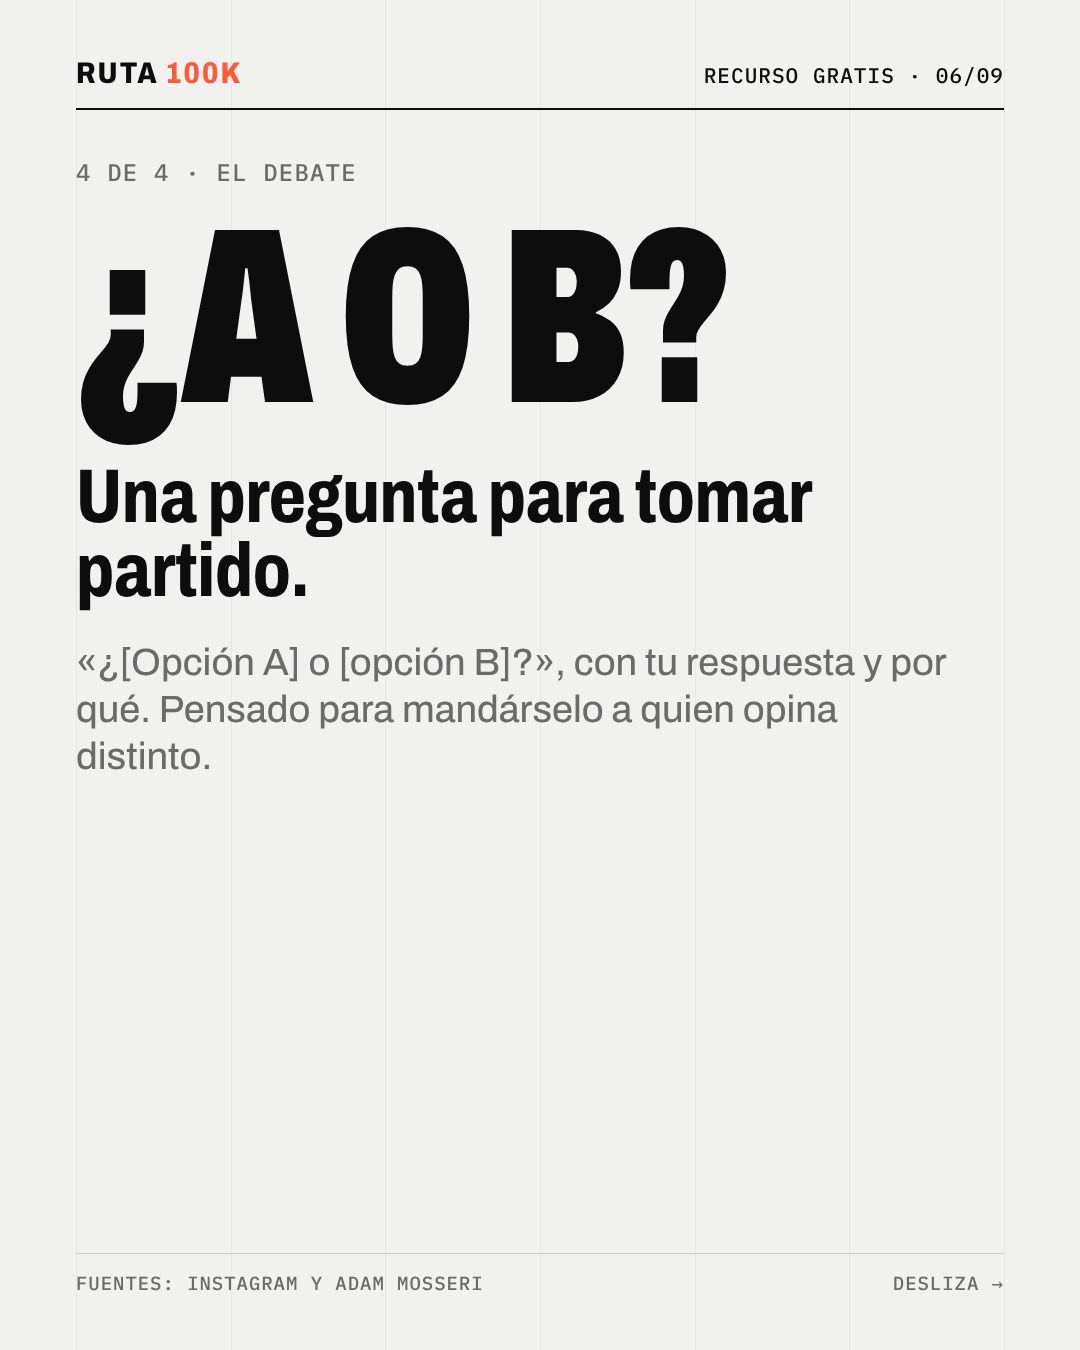 RUTA 100K
RECURSO GRATIS · 06/09
4 DE 4 · EL DEBATE
¿A O B?
Una pregunta para tomar
partido.
«¿[Opción A] o [opción B]?», con tu respuesta y por
qué. Pensado para mandárselo a quien opina
distinto.
FUENTES: INSTAGRAM Y ADAM MOSSERI
DESLIZA →